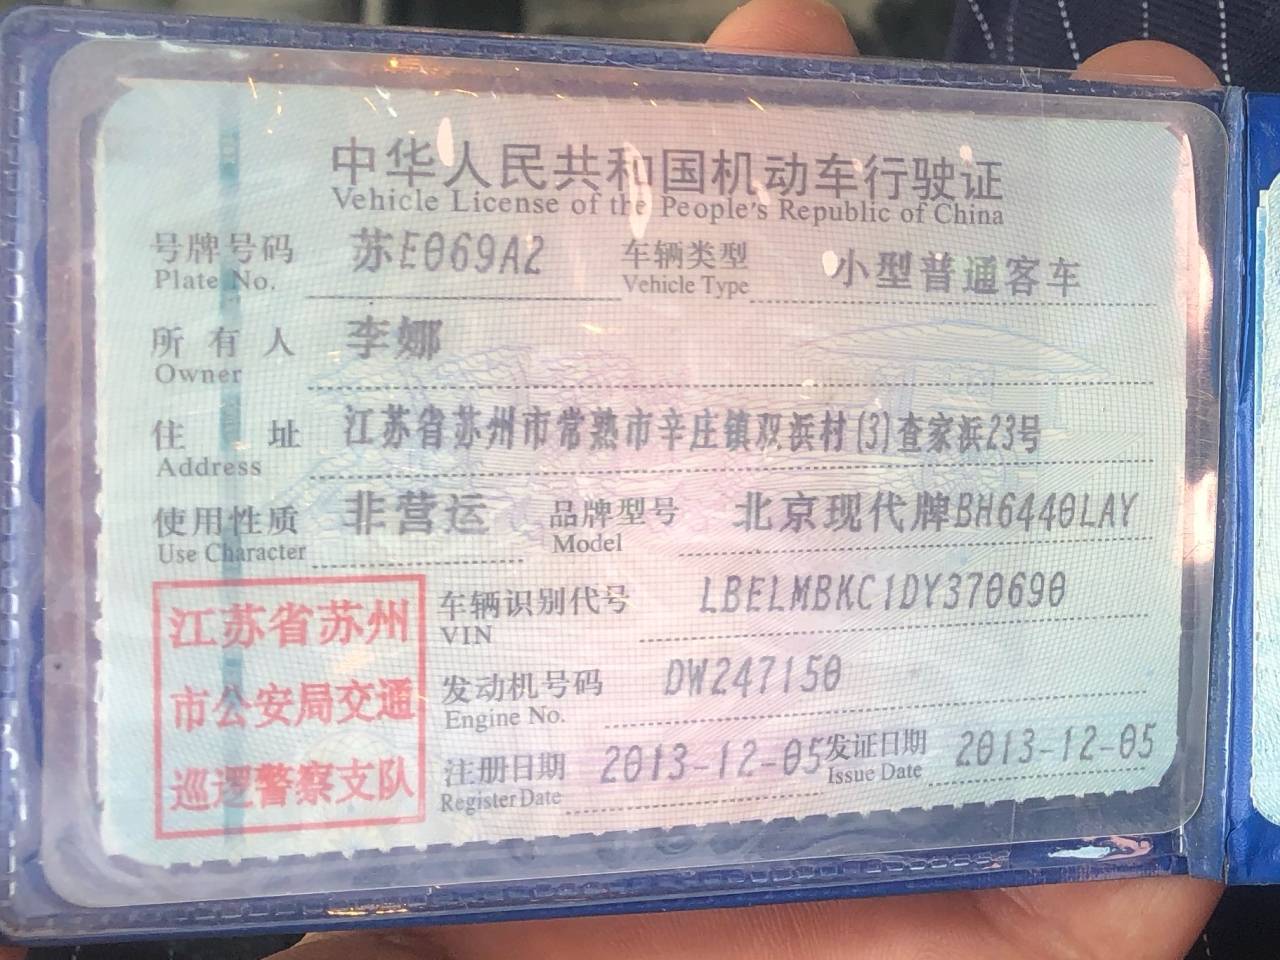 中华人民共和国机动车行驶证
Vehicle License of the People's Republic of China
号牌号码 苏E069A2 车辆类型 小型普通客车
Plate No. Vehicle Type
所有人 李娜
Owner
住址 江苏省苏州市常熟市辛庄镇双浜村(3)查家浜23号
Address
使用性质 非营运 品牌型号 北京现代牌BH6440LAY
Use Character Model
车辆识别代号 LBELMBKC1DY370690
VIN
发动机号码 DW247150
Engine No.
注册日期 2013-12-05 发证日期 2013-12-05
Register Date Issue Date
江苏省苏州
市公安局交通
巡逻警察支队